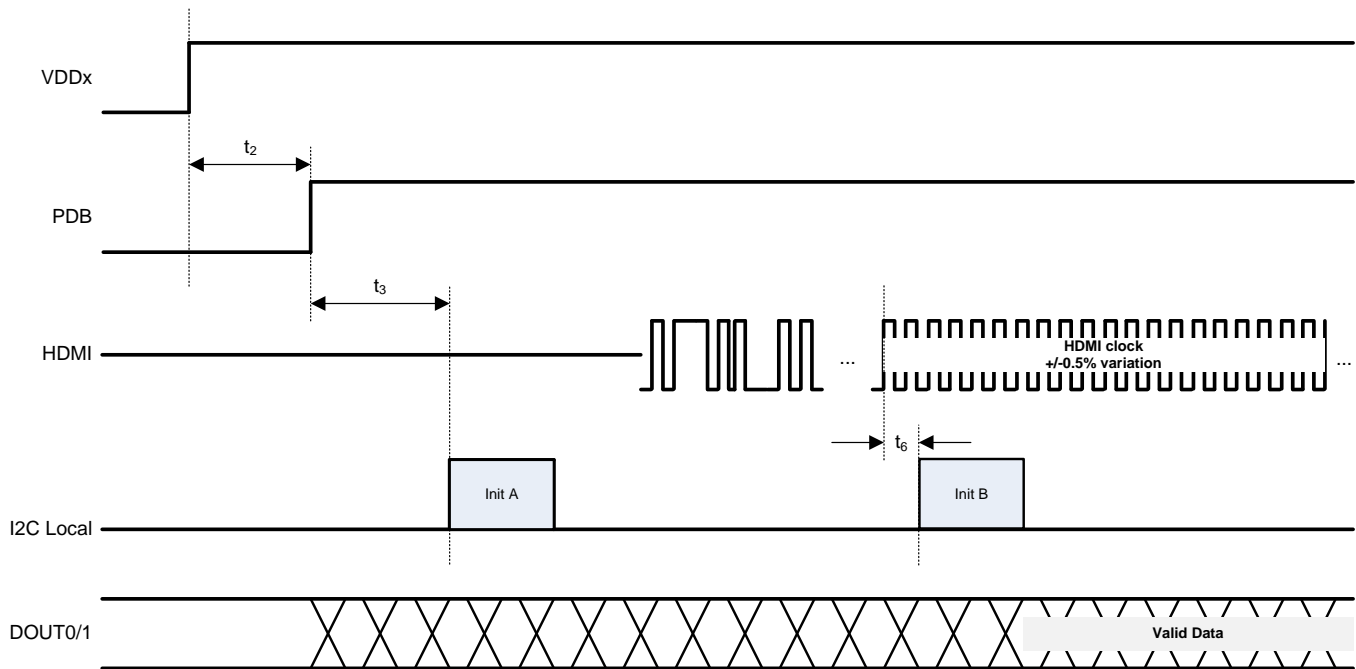 VDDx
t2
PDB
t3
HDMI
...
HDMI clock
+/-0.5% variation
...
t6
Init A
Init B
I2C Local
DOUT0/1
Valid Data